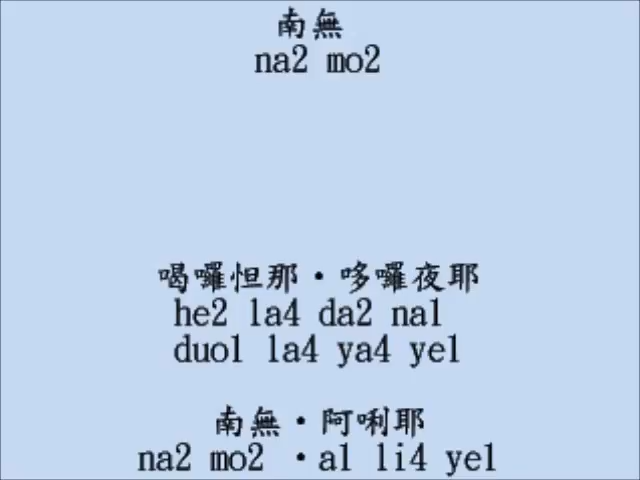 南無
na2 mo2
喝囉怛那·哆囉夜耶
he2 la4 da2 na1
duo1 la4 ya4 ye1
南無·阿唎耶
na2 mo2 ·a1 li4 ye1